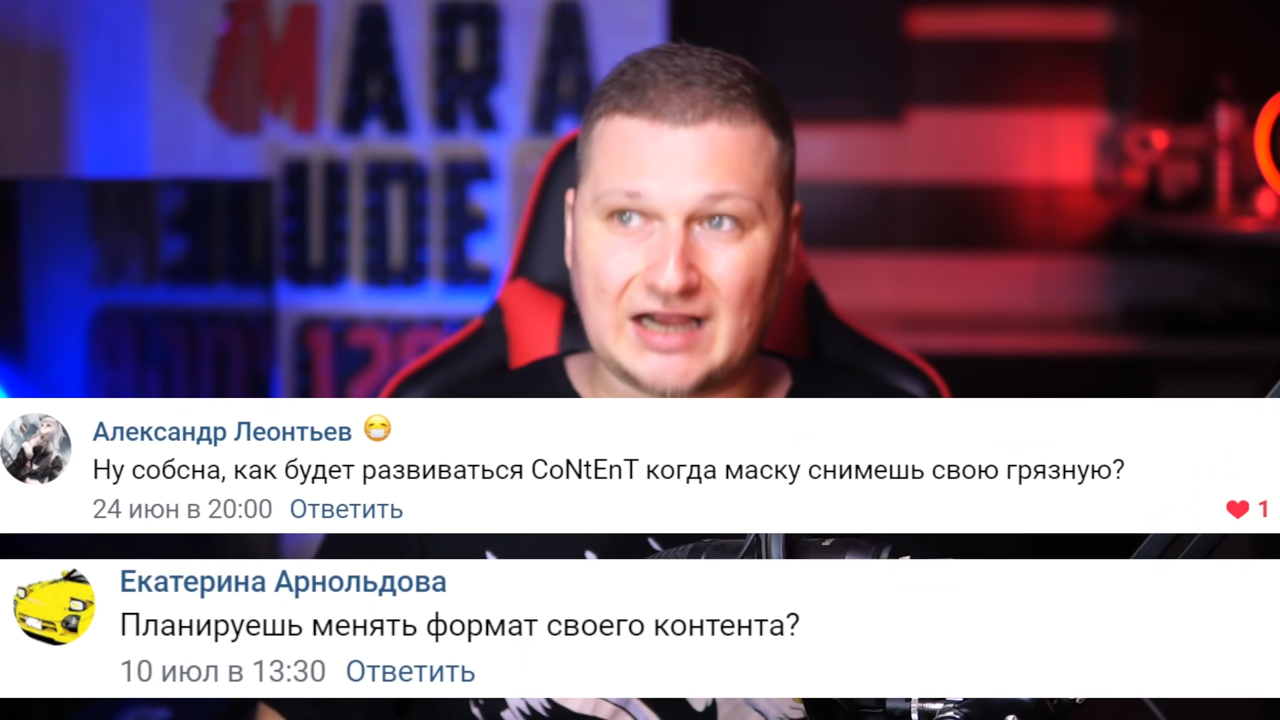 MARA
UDE
12
Александр Леонтьев
Ну собсна, как будет развиваться CoNtEnT когда маску снимешь свою грязную?
24 июн в 20:00 Ответить
1
Екатерина Арнольдова
Планируешь менять формат своего контента?
10 июл в 13:30 Ответить